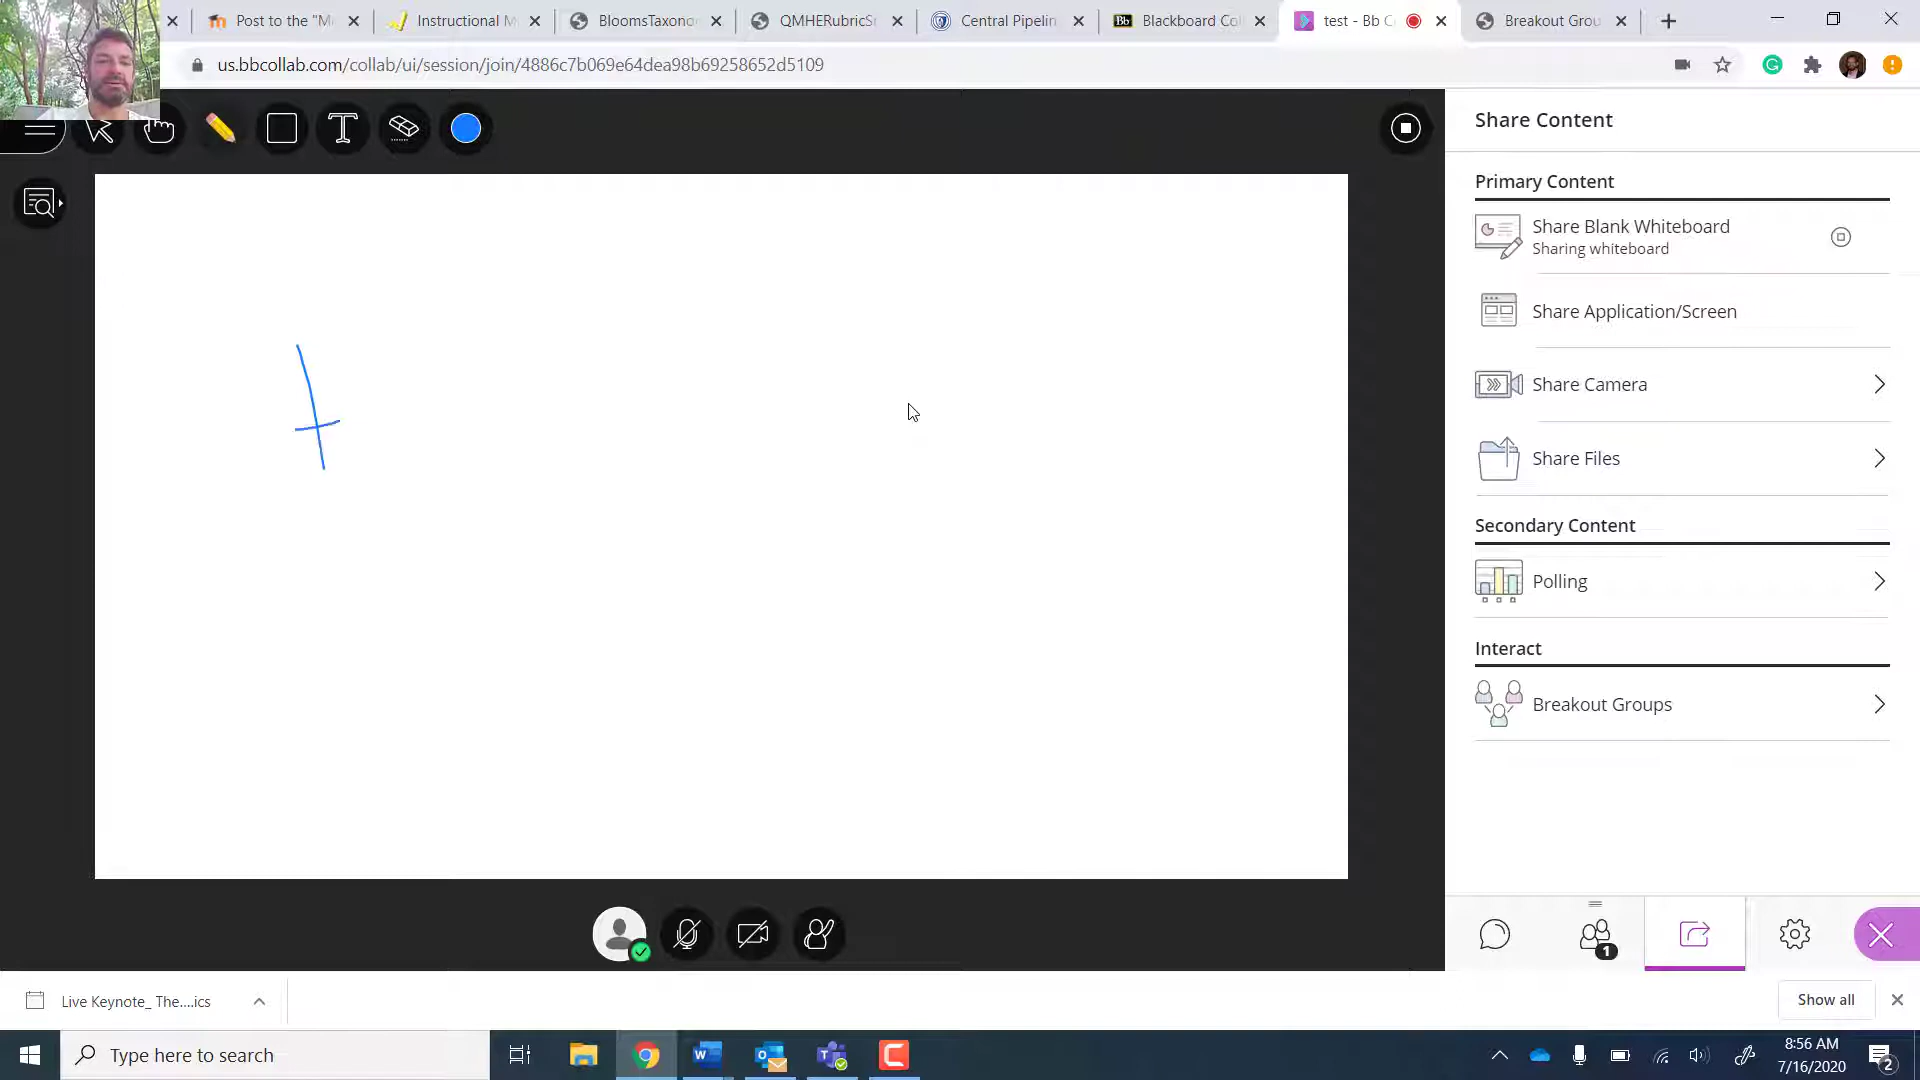 Post to the "M
Instructional M
BloomsTaxono
QMHERubricSt
Central Pipelin
Bb
Blackboard Col
test - Bb C
Breakout Grou
us.bbcollab.com/collab/ui/session/join/4886c7b069e64dea98b69258652d5109
T
Share Content
Primary Content
Share Blank Whiteboard
Sharing whiteboard
Share Application/Screen
Share Camera
Share Files
Secondary Content
Polling
Interact
Breakout Groups
1
Live Keynote_ The....ics
Show all
Type here to search
8:56 AM
7/16/2020
2